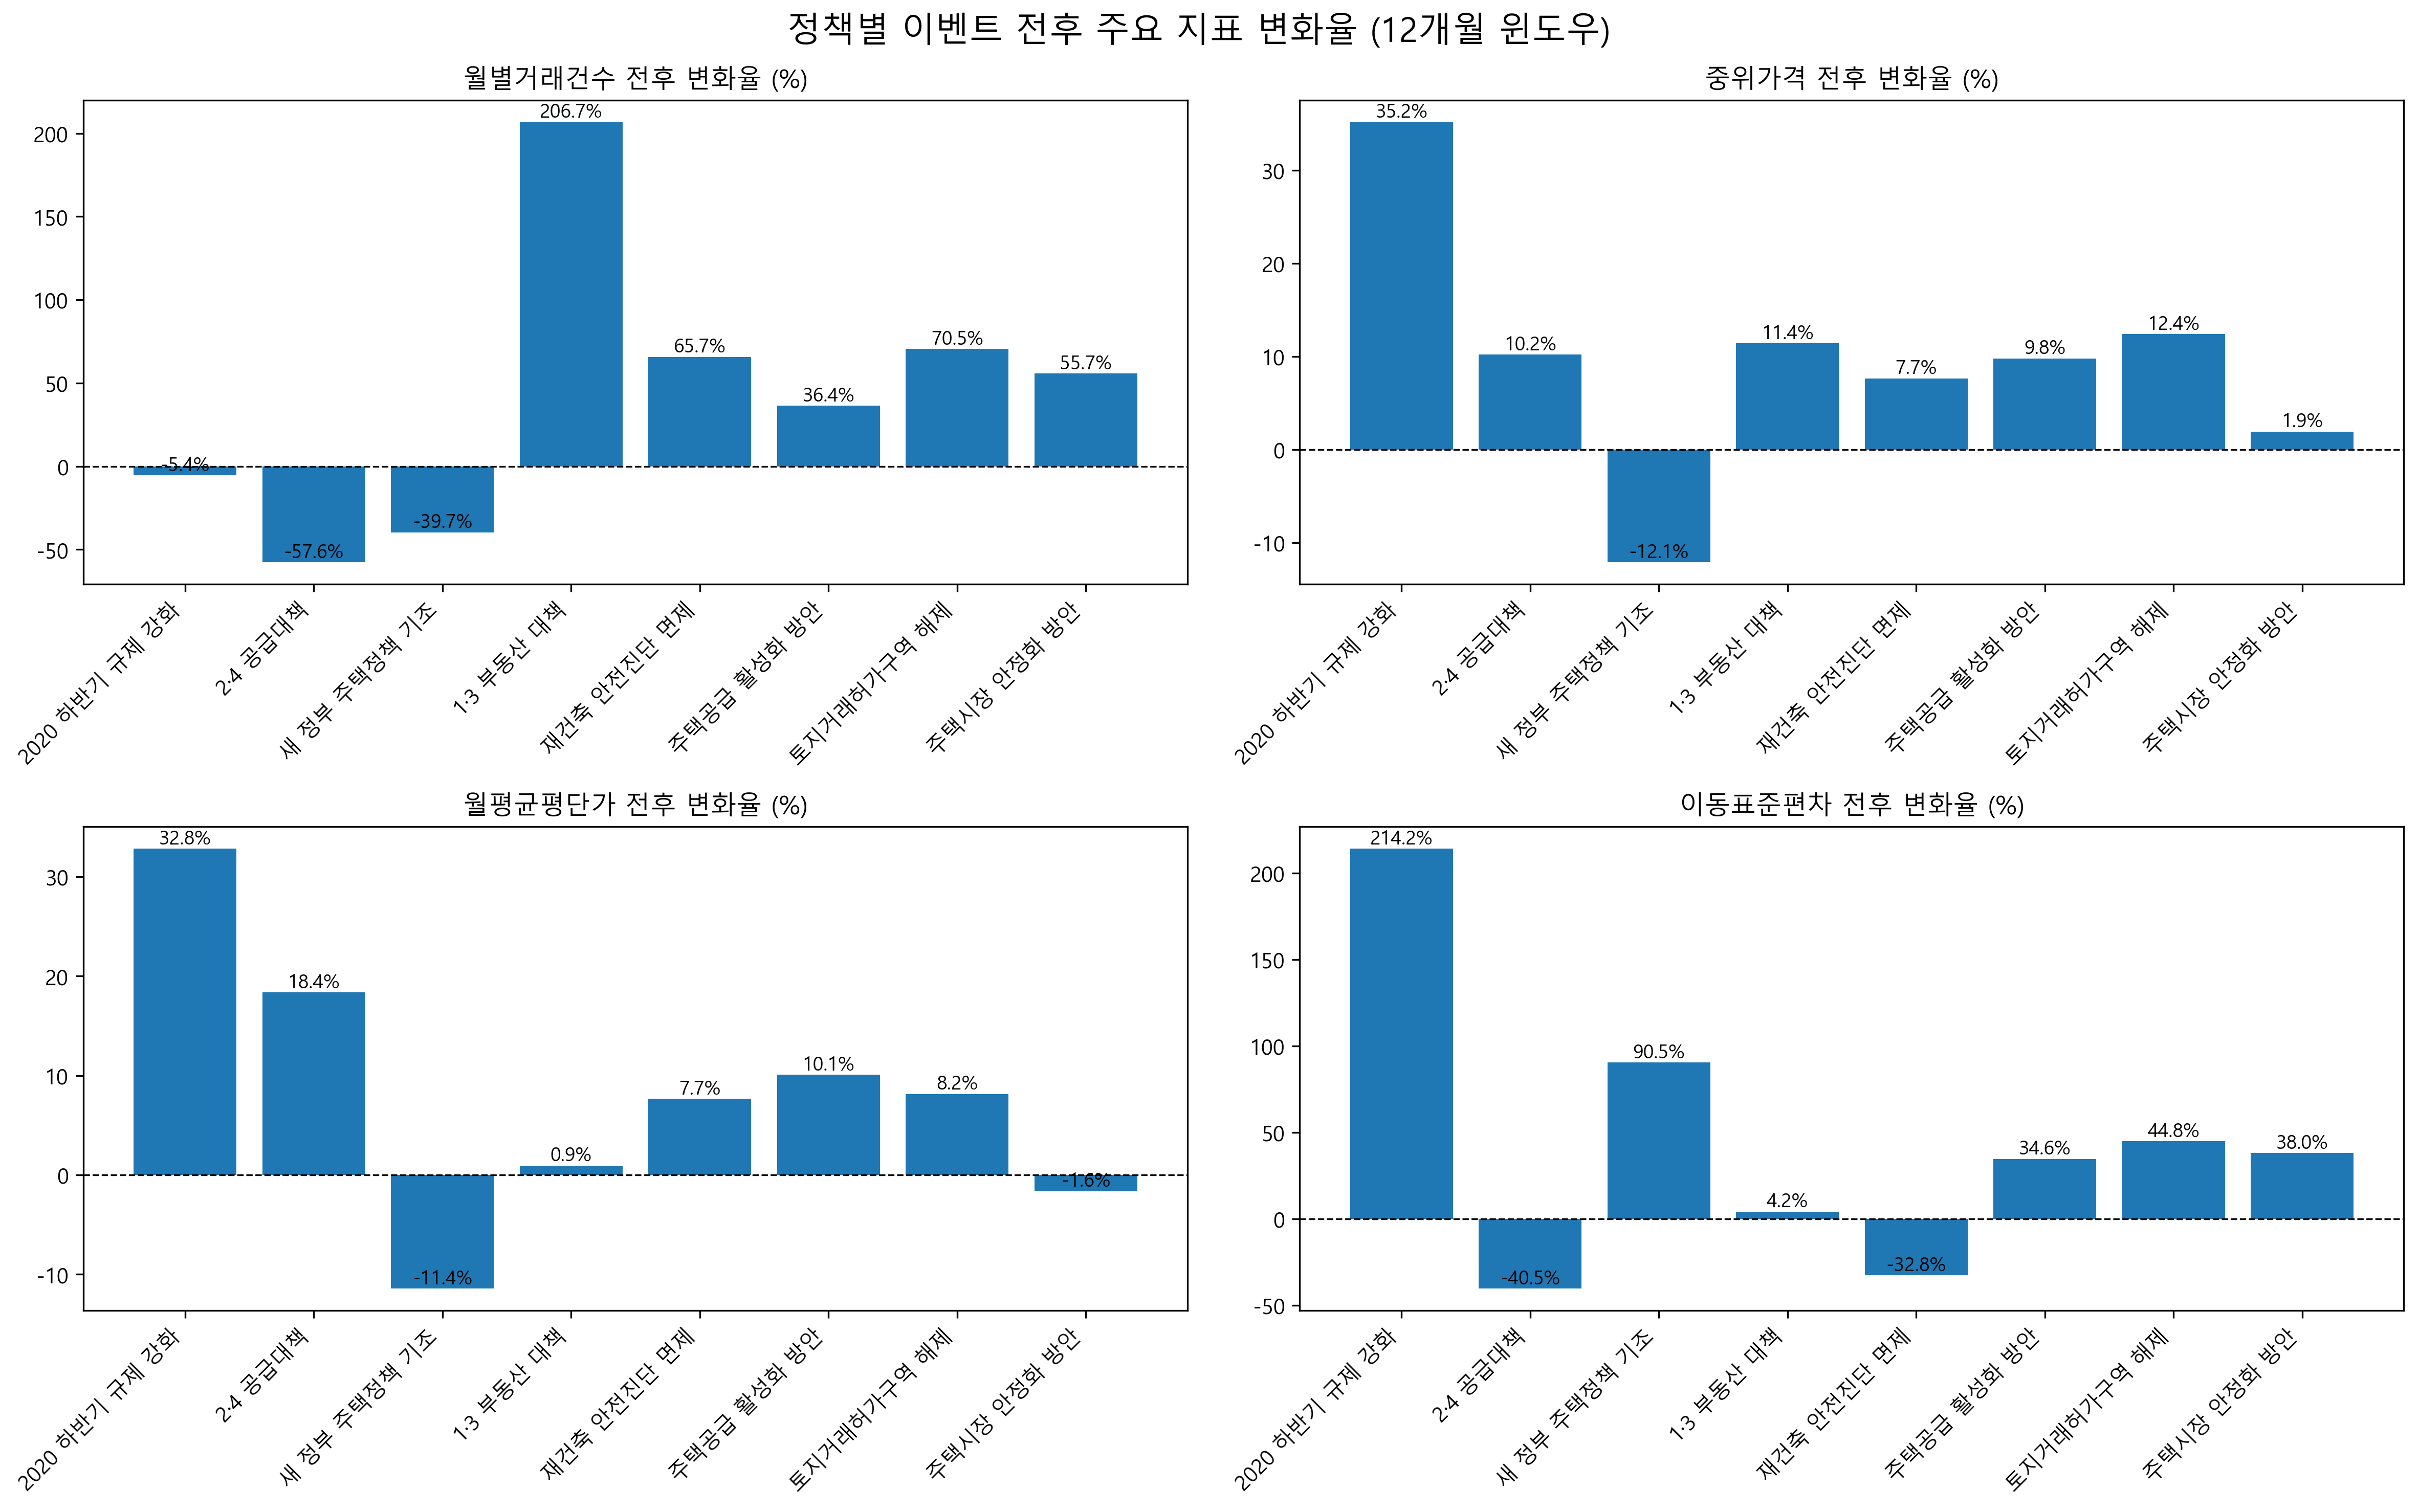 정책별 이벤트 전후 주요 지표 변화율 (12개월 윈도우)
월별거래건수 전후 변화율 (%)
200
150
100
50
0
-50
-5.4%
-57.6%
-39.7%
206.7%
65.7%
36.4%
70.5%
55.7%
2020 하반기 규제 강화
2·4 공급대책
새 정부 주택정책 기조
1·3 부동산 대책
재건축 안전진단 면제
주택공급 활성화 방안
토지거래허가구역 해제
주택시장 안정화 방안
중위가격 전후 변화율 (%)
30
20
10
0
-10
35.2%
10.2%
-12.1%
11.4%
7.7%
9.8%
12.4%
1.9%
2020 하반기 규제 강화
2·4 공급대책
새 정부 주택정책 기조
1·3 부동산 대책
재건축 안전진단 면제
주택공급 활성화 방안
토지거래허가구역 해제
주택시장 안정화 방안
월평균평단가 전후 변화율 (%)
30
20
10
0
-10
32.8%
18.4%
-11.4%
0.9%
7.7%
10.1%
8.2%
-1.6%
2020 하반기 규제 강화
2·4 공급대책
새 정부 주택정책 기조
1·3 부동산 대책
재건축 안전진단 면제
주택공급 활성화 방안
토지거래허가구역 해제
주택시장 안정화 방안
이동표준편차 전후 변화율 (%)
200
150
100
50
0
-50
214.2%
-40.5%
90.5%
4.2%
-32.8%
34.6%
44.8%
38.0%
2020 하반기 규제 강화
2·4 공급대책
새 정부 주택정책 기조
1·3 부동산 대책
재건축 안전진단 면제
주택공급 활성화 방안
토지거래허가구역 해제
주택시장 안정화 방안